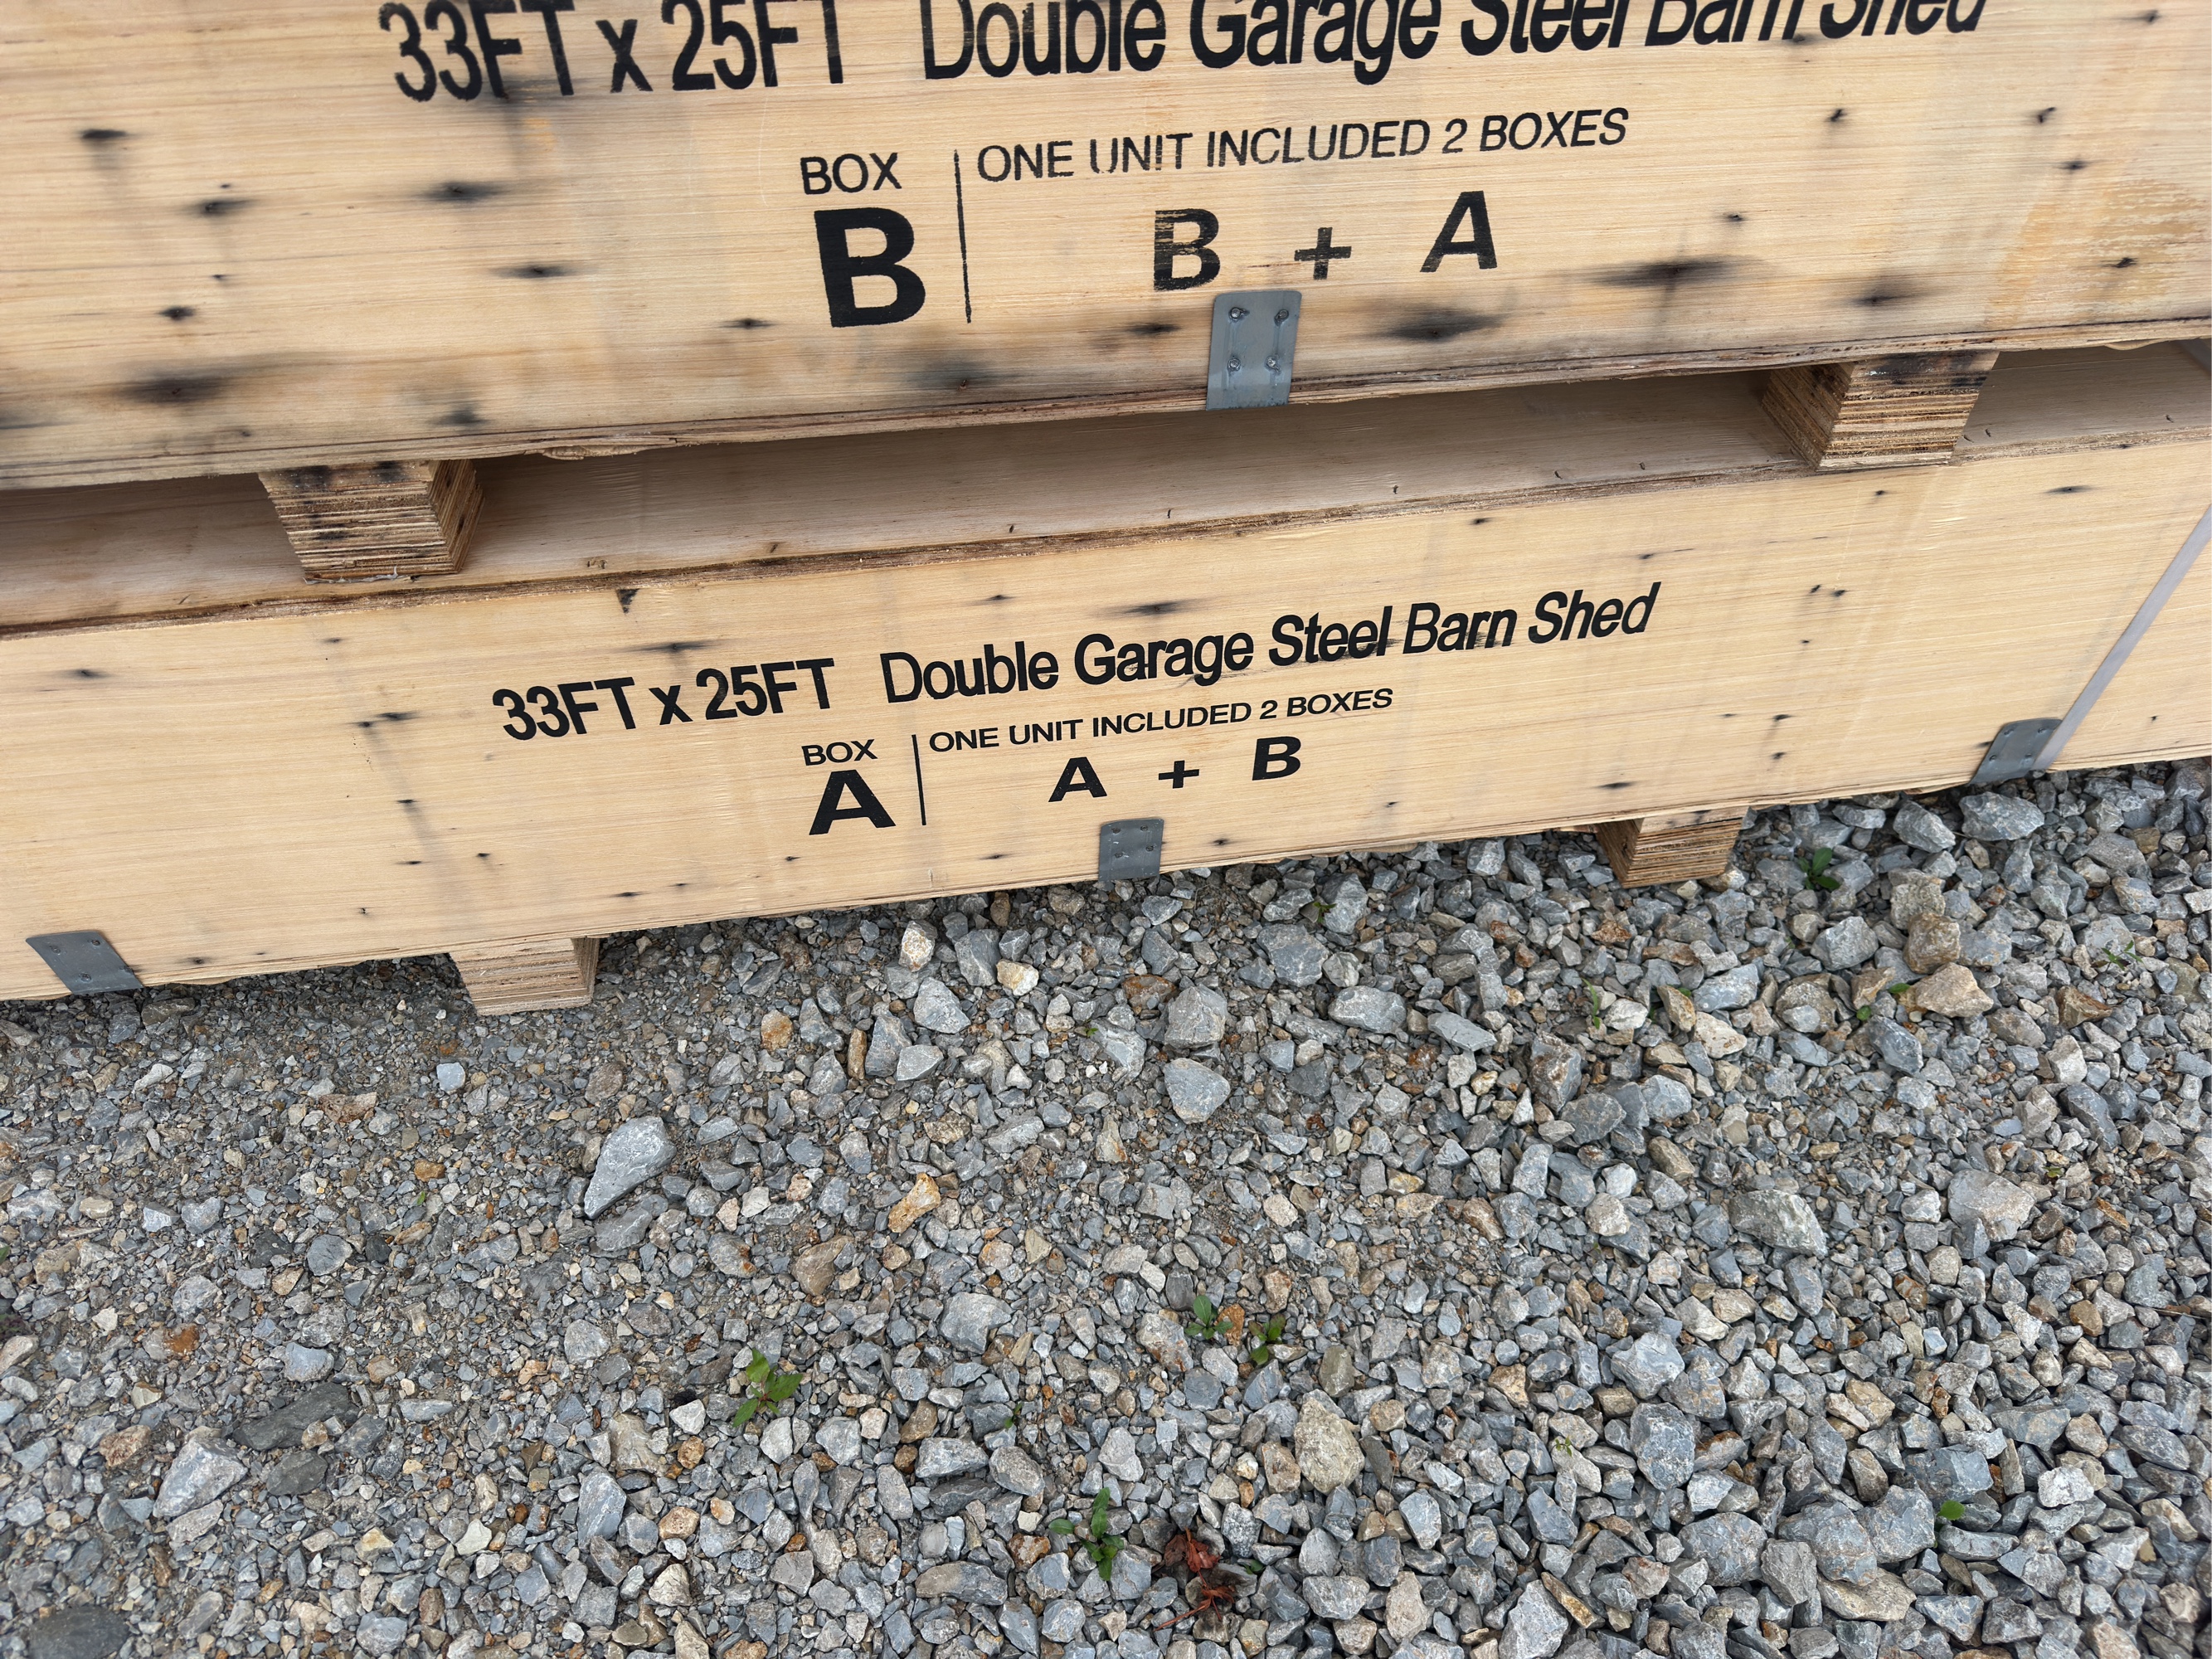 33FT x 25FT Double Garage Steel Barn Shed
BOX
B
ONE UNIT INCLUDED 2 BOXES
B + A
33FT x 25FT Double Garage Steel Barn Shed
BOX
A
ONE UNIT INCLUDED 2 BOXES
A + B